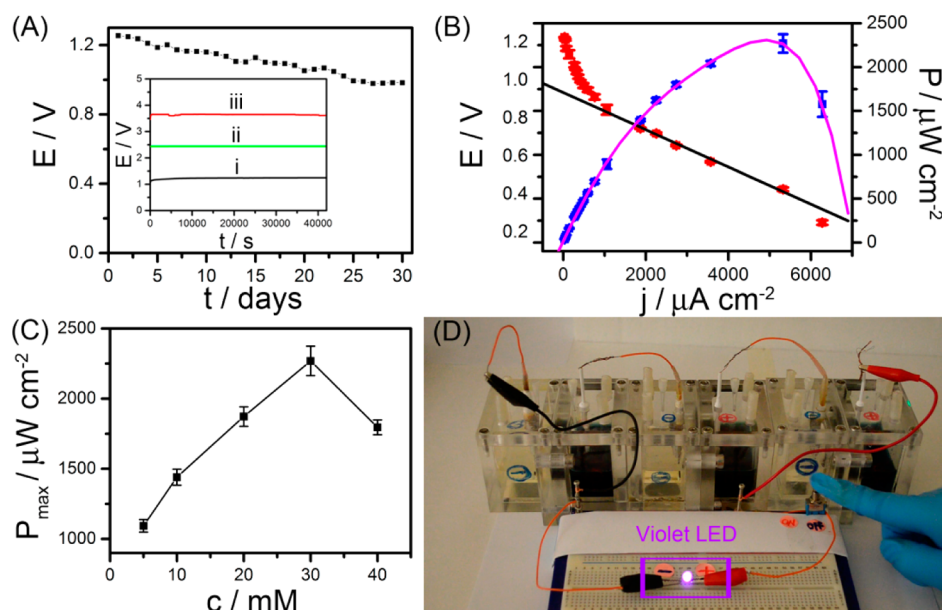 (A)
E / V
1.2
0.8
0.4
0.0
0
5
10
15
20
25
30
t / days
E / V
5
4
3
2
1
0
iii
ii
i
0
10000
20000
30000
40000
t / s
(B)
E / V
1.2
1.0
0.8
0.6
0.4
0.2
0
2000
4000
6000
j / μA cm⁻²
2500
2000
1500
1000
500
0
P / μW cm⁻²
(C)
Pmax / μW cm⁻²
2500
2000
1500
1000
0
10
20
30
40
c / mM
(D)
Violet LED
ON
OFF